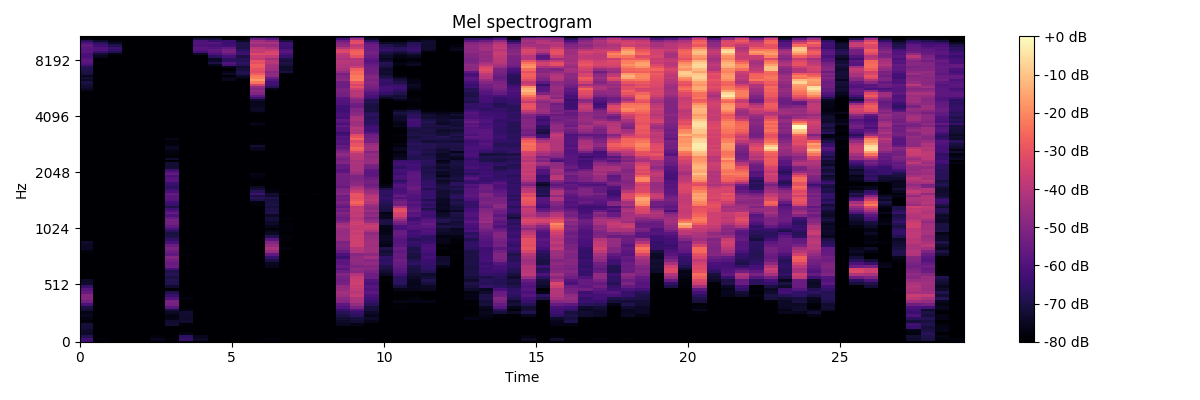 Mel spectrogram
8192
4096
2048
1024
512
0
Hz
0 5 10 15 20 25
Time
+0 dB
-10 dB
-20 dB
-30 dB
-40 dB
-50 dB
-60 dB
-70 dB
-80 dB